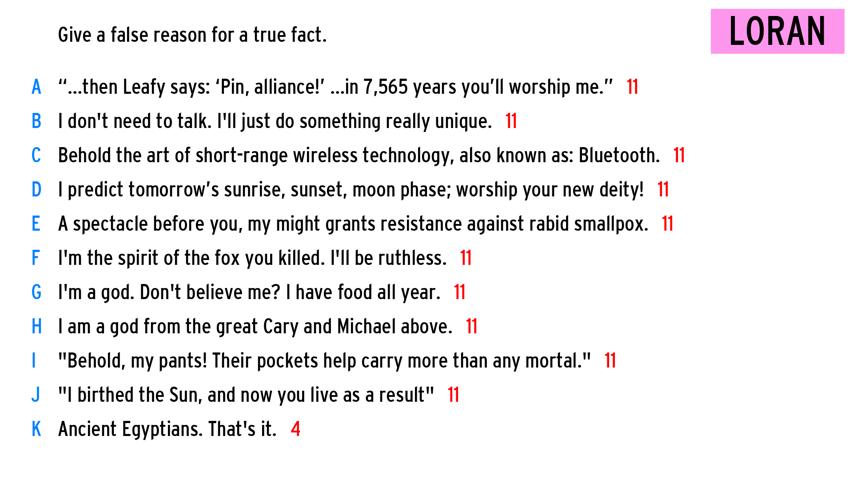 Give a false reason for a true fact.
LORAN
A “...then Leafy says: ‘Pin, alliance!’ ...in 7,565 years you’ll worship me.” 11
B I don't need to talk. I'll just do something really unique. 11
C Behold the art of short-range wireless technology, also known as: Bluetooth. 11
D I predict tomorrow’s sunrise, sunset, moon phase; worship your new deity! 11
E A spectacle before you, my might grants resistance against rabid smallpox. 11
F I'm the spirit of the fox you killed. I'll be ruthless. 11
G I'm a god. Don't believe me? I have food all year. 11
H I am a god from the great Cary and Michael above. 11
I "Behold, my pants! Their pockets help carry more than any mortal." 11
J "I birthed the Sun, and now you live as a result" 11
K Ancient Egyptians. That's it. 4